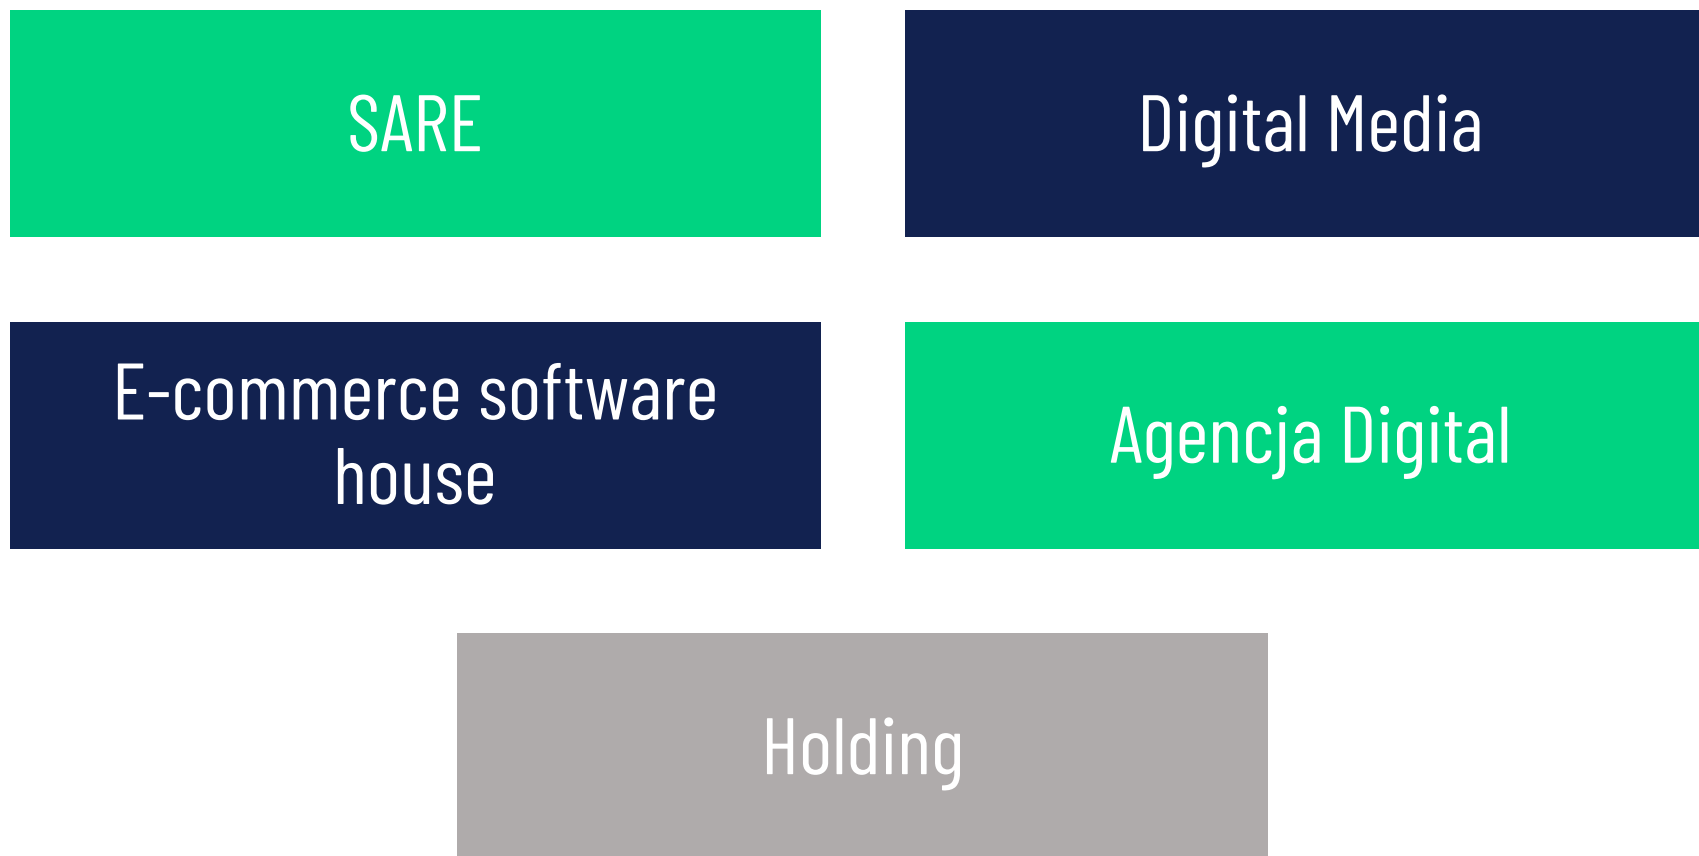 SARE
Digital Media
E-commerce software
house
Agencja Digital
Holding